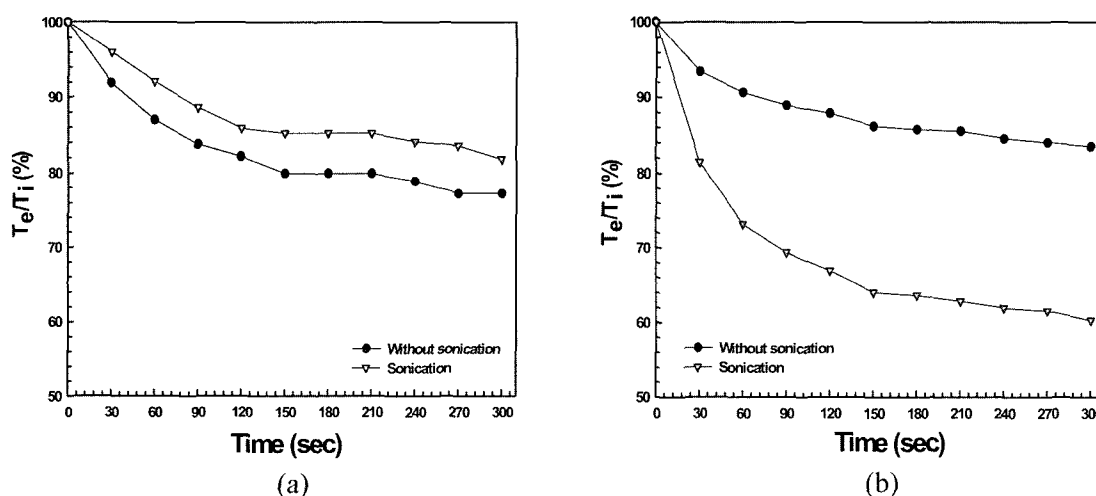 100
90
80
70
60
50
Te/Ti (%)
Without sonication
Sonication
0 30 60 90 120 150 180 210 240 270 300
Time (sec)
(a)
100
90
80
70
60
50
Te/Ti (%)
Without sonication
Sonication
0 30 60 90 120 150 180 210 240 270 300
Time (sec)
(b)